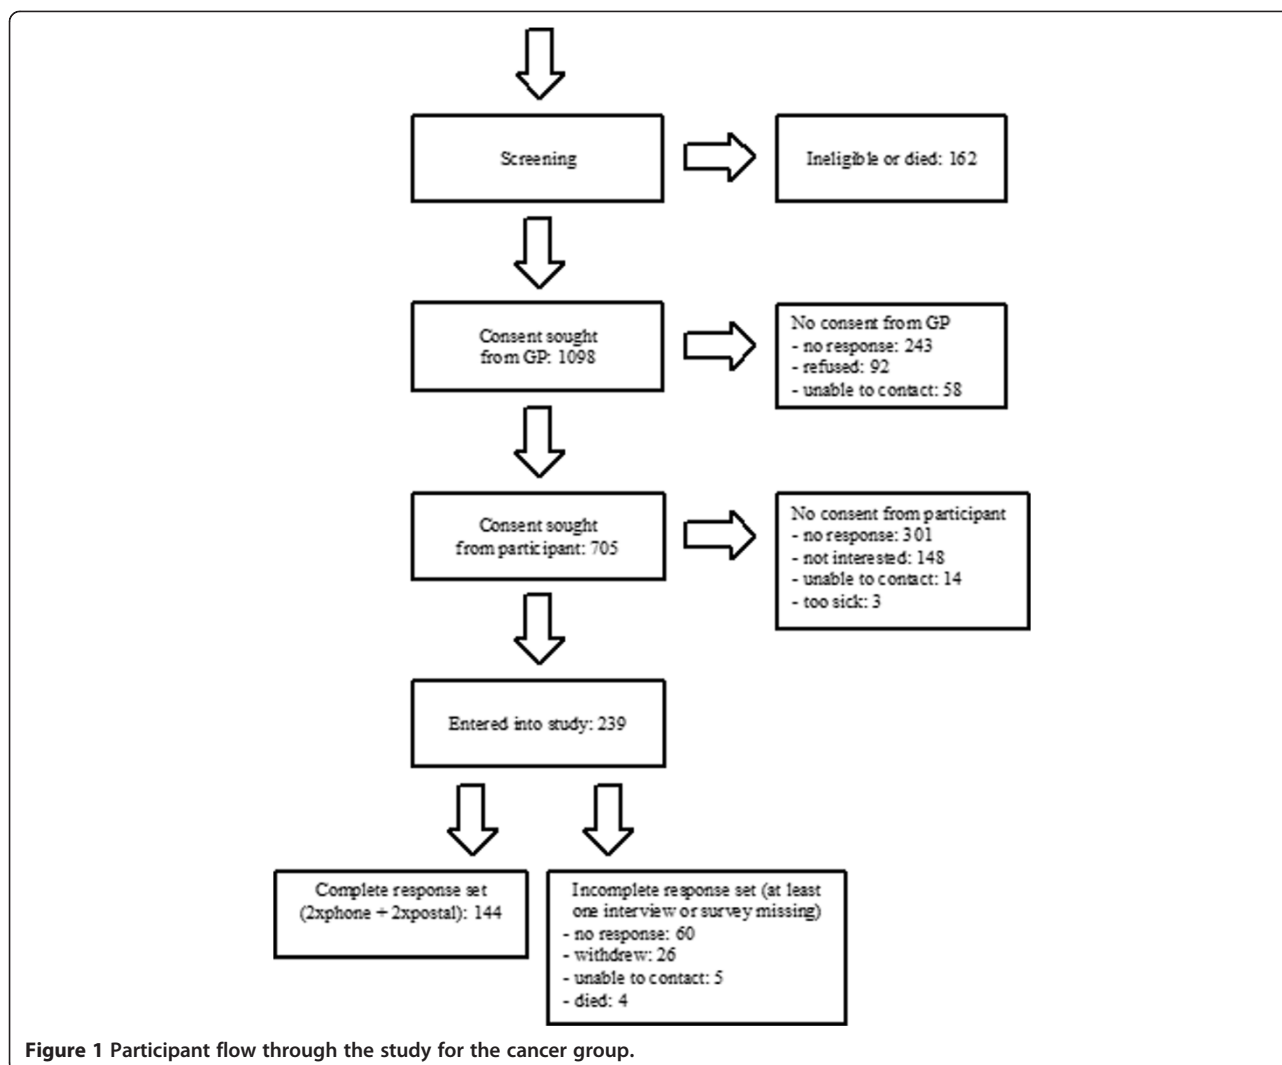 Screening
Ineligible or died: 162
Consent sought
from GP: 1098
No consent from GP
- no response: 243
- refused: 92
- unable to contact: 58
Consent sought
from participant: 705
No consent from participant
- no response: 301
- not interested: 148
- unable to contact: 14
- too sick: 3
Entered into study: 239
Complete response set
(2xphone + 2xpostal): 144
Incomplete response set (at least
one interview or survey missing)
- no response: 60
- withdrew: 26
- unable to contact: 5
- died: 4
Figure 1 Participant flow through the study for the cancer group.